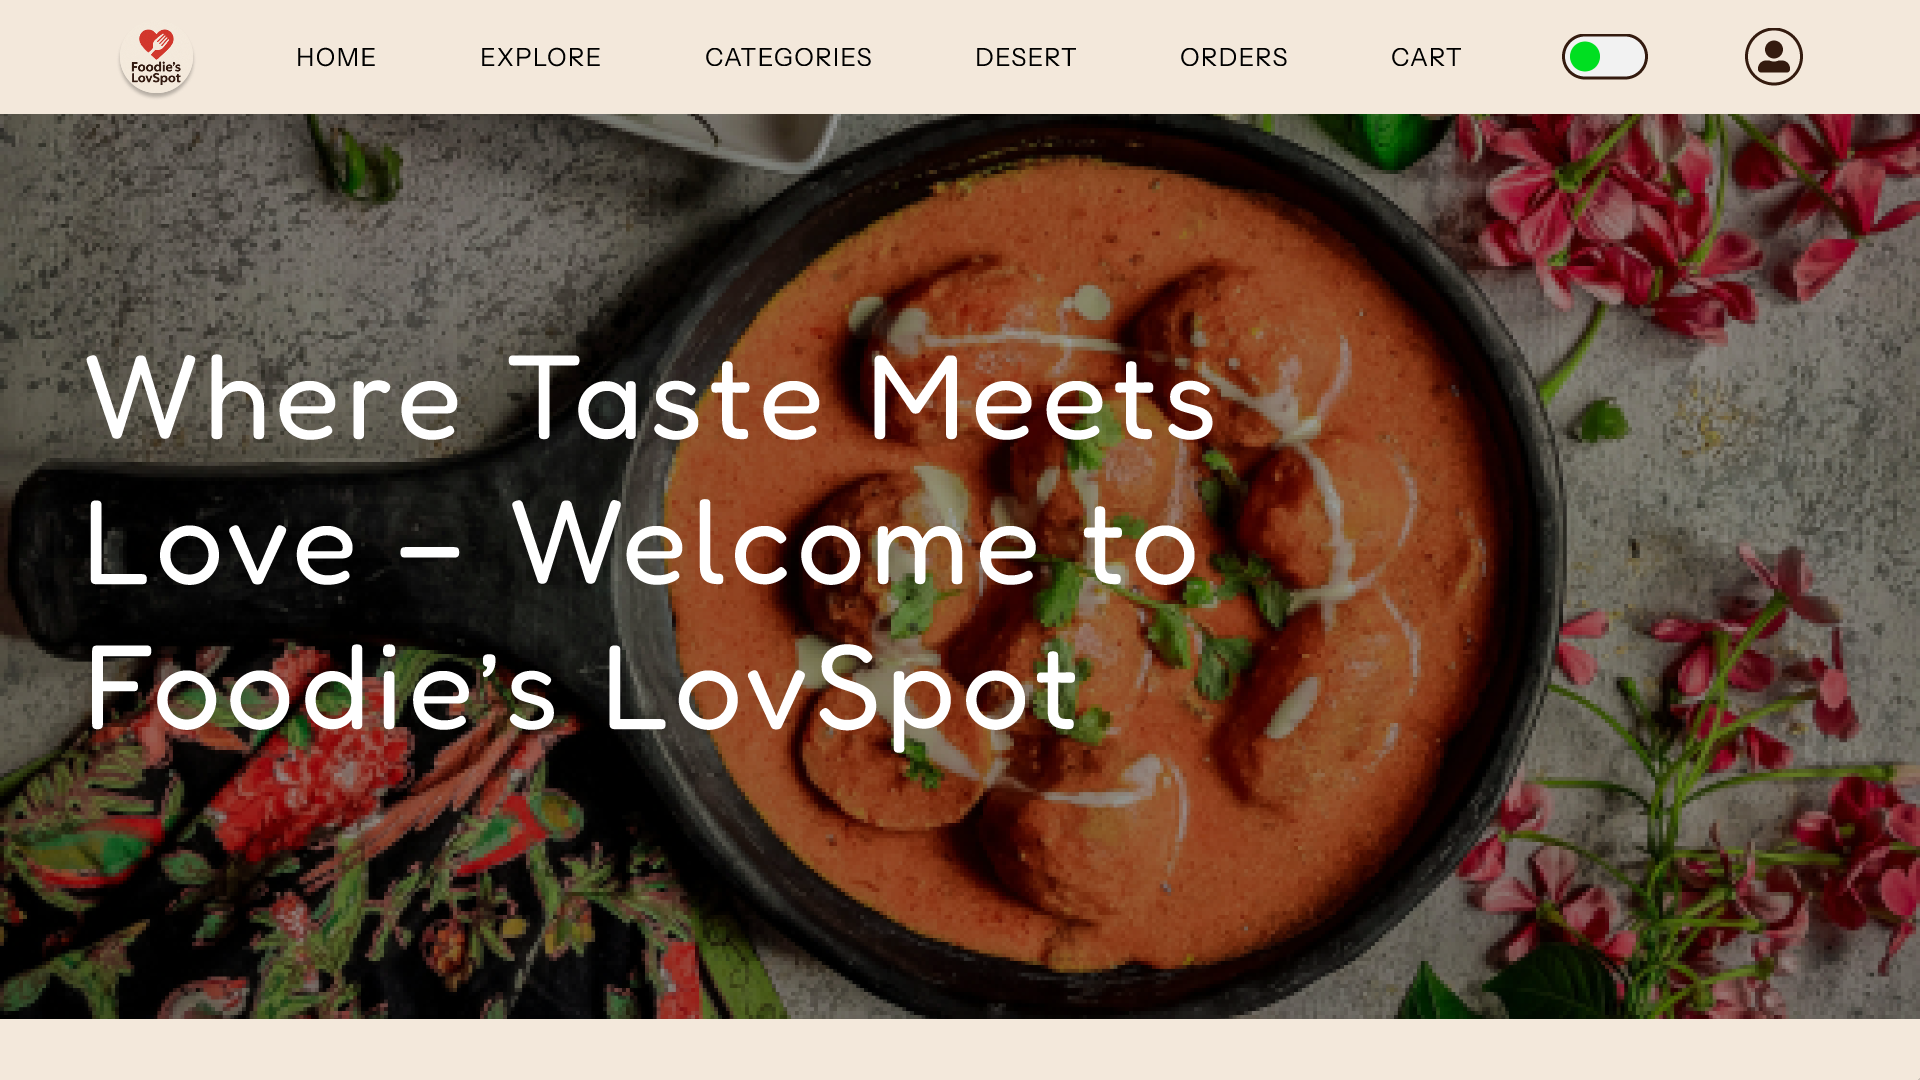 Foodie's
LovSpot
HOME EXPLORE CATEGORIES DESERT ORDERS CART
Where Taste Meets
Love – Welcome to
Foodie’s LovSpot